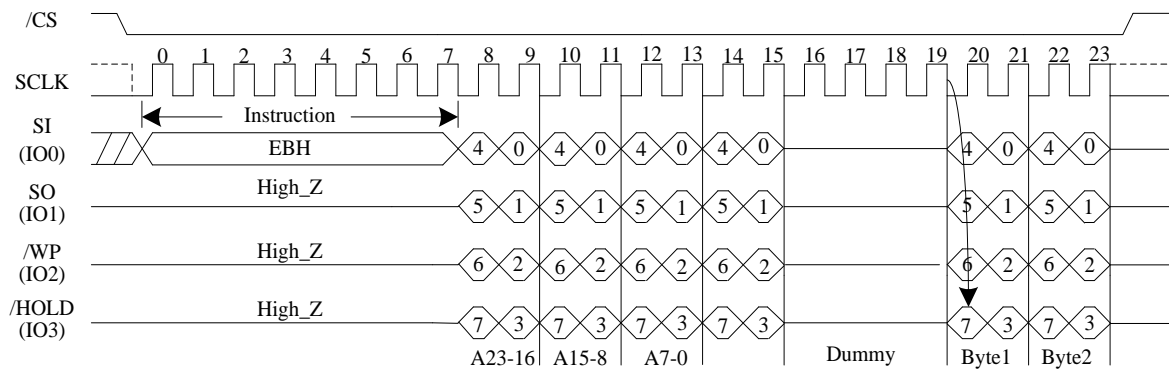 /CS
0 1 2 3 4 5 6 7 8 9 10 11 12 13 14 15 16 17 18 19 20 21 22 23
SCLK
Instruction
SI
(IO0)
EBH
4 0 4 0 4 0 4 0 4 0 4 0
SO
(IO1)
High_Z
5 1 5 1 5 1 5 1 5 1 5 1
/WP
(IO2)
High_Z
6 2 6 2 6 2 6 2 6 2 6 2
/HOLD
(IO3)
High_Z
7 3 7 3 7 3 7 3 7 3 7 3
A23-16 A15-8 A7-0 Dummy Byte1 Byte2